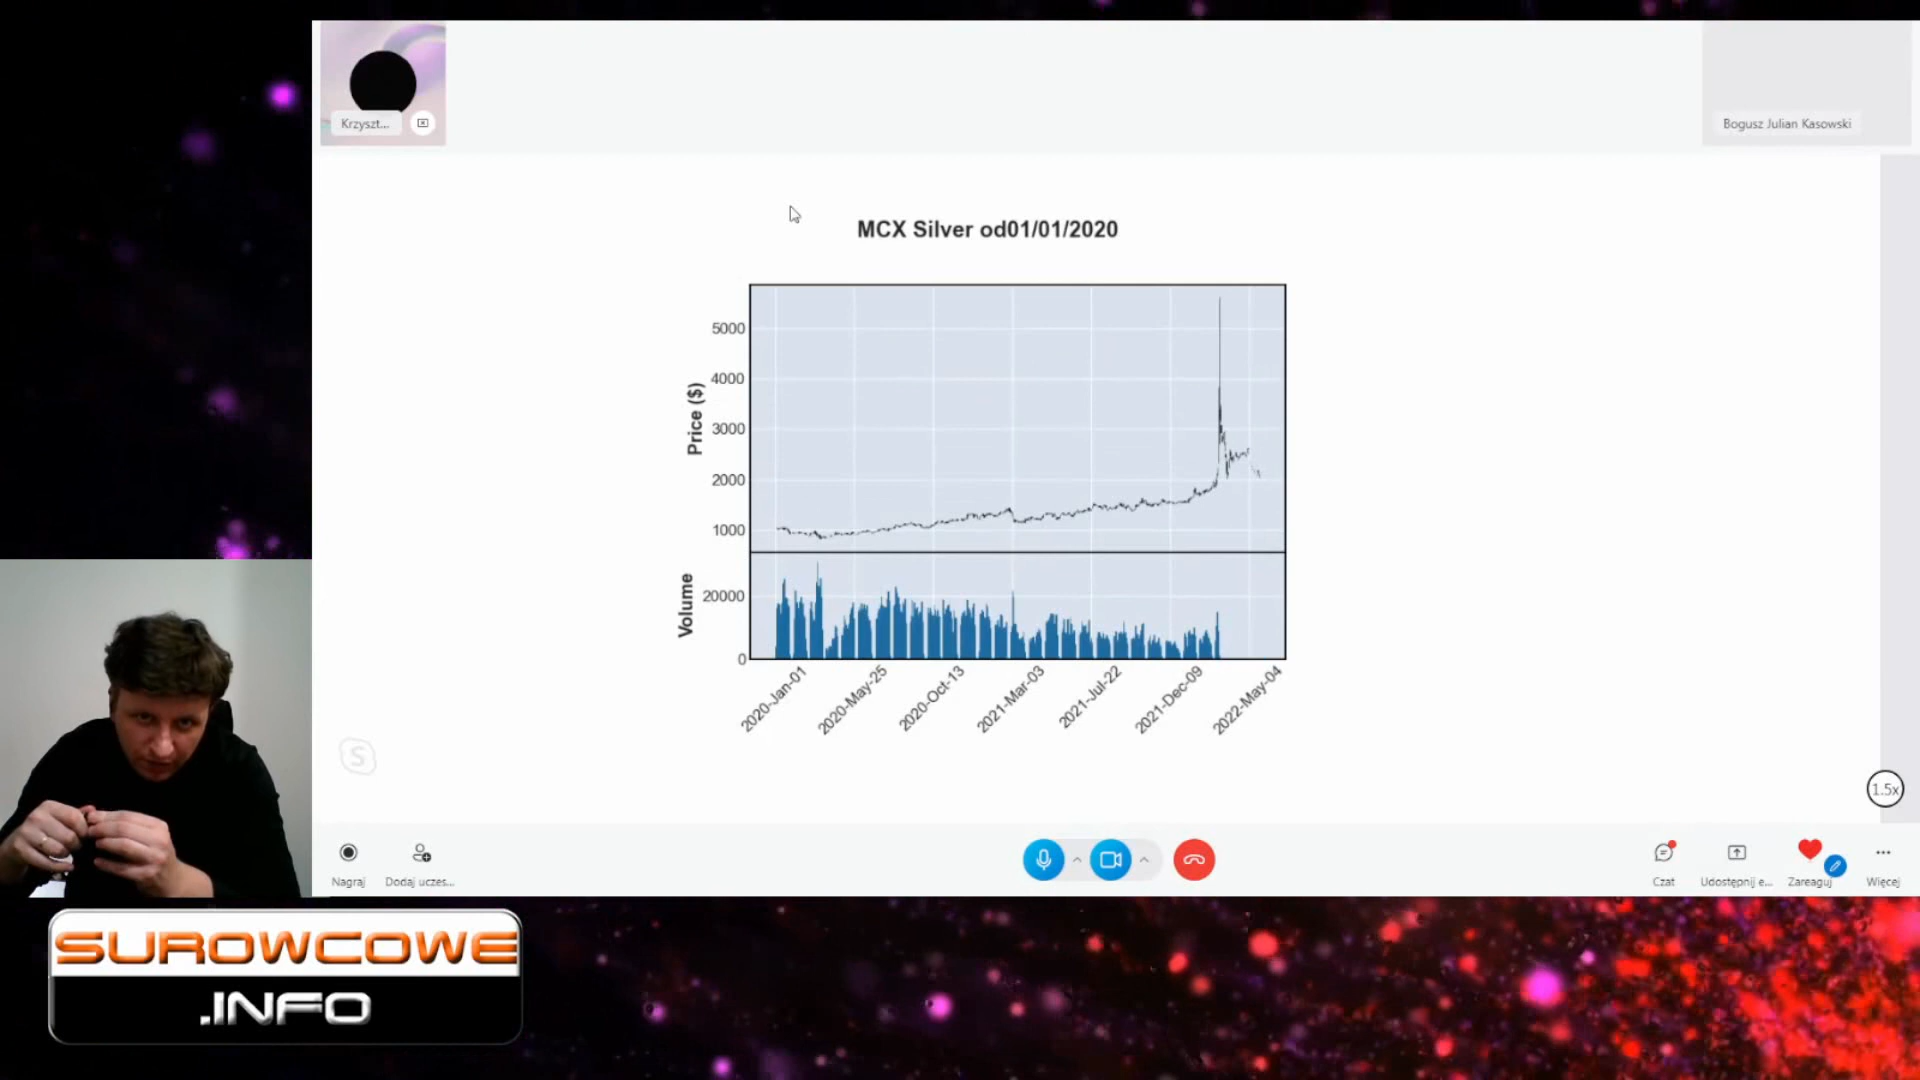 Krzyszt...
Bogusz Julian Kasowski
MCX Silver od01/01/2020
Price ($)
5000
4000
3000
2000
1000
Volume
20000
0
2020-Jan-01
2020-May-25
2020-Oct-13
2021-Mar-03
2021-Jul-22
2021-Dec-09
2022-May-04
S
1.5x
Nagraj
Dodaj uczes...
Czat
Udostępnij e...
Zareaguj
Więcej
SUROWCOWE
.INFO